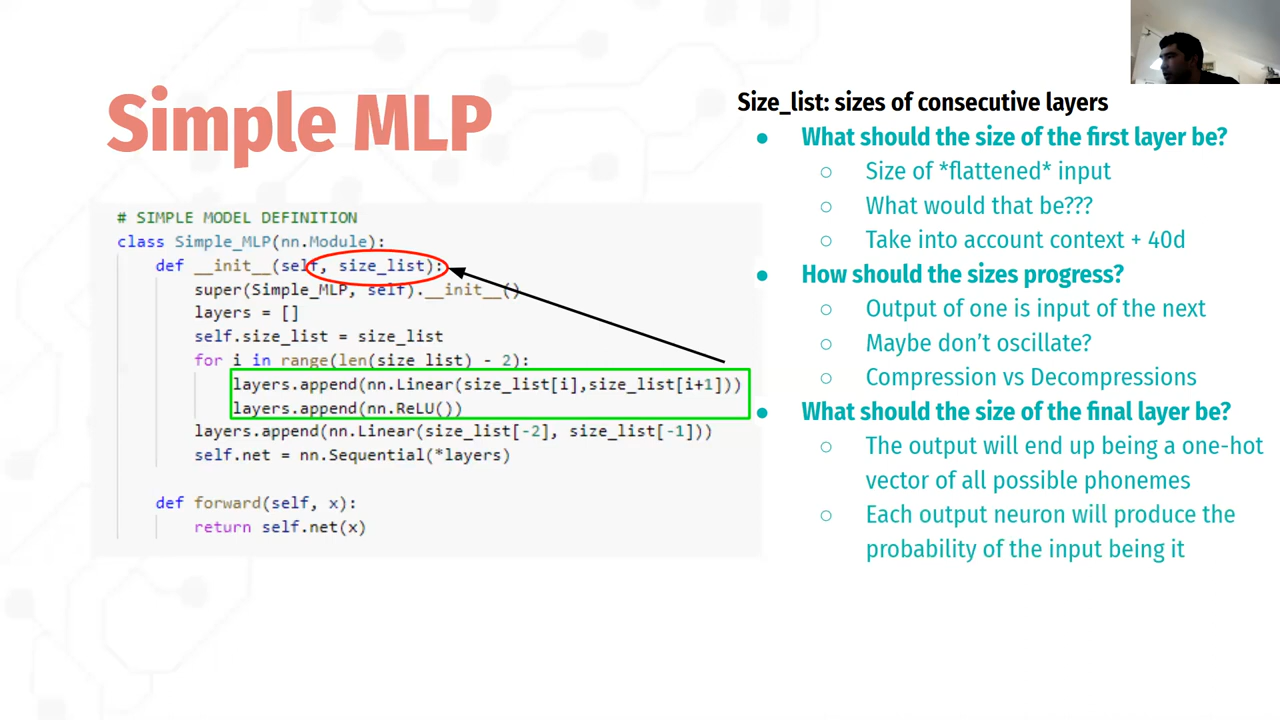 Simple MLP
# SIMPLE MODEL DEFINITION
class Simple_MLP(nn.Module):
def __init__(self, size_list):
super(Simple_MLP, self).__init__()
layers = []
self.size_list = size_list
for i in range(len(size_list) - 2):
layers.append(nn.Linear(size_list[i],size_list[i+1]))
layers.append(nn.ReLU())
layers.append(nn.Linear(size_list[-2], size_list[-1]))
self.net = nn.Sequential(*layers)
def forward(self, x):
return self.net(x)
Size_list: sizes of consecutive layers
● What should the size of the first layer be?
○ Size of *flattened* input
○ What would that be???
○ Take into account context + 40d
● How should the sizes progress?
○ Output of one is input of the next
○ Maybe don't oscillate?
○ Compression vs Decompressions
● What should the size of the final layer be?
○ The output will end up being a one-hot
vector of all possible phonemes
○ Each output neuron will produce the
probability of the input being it